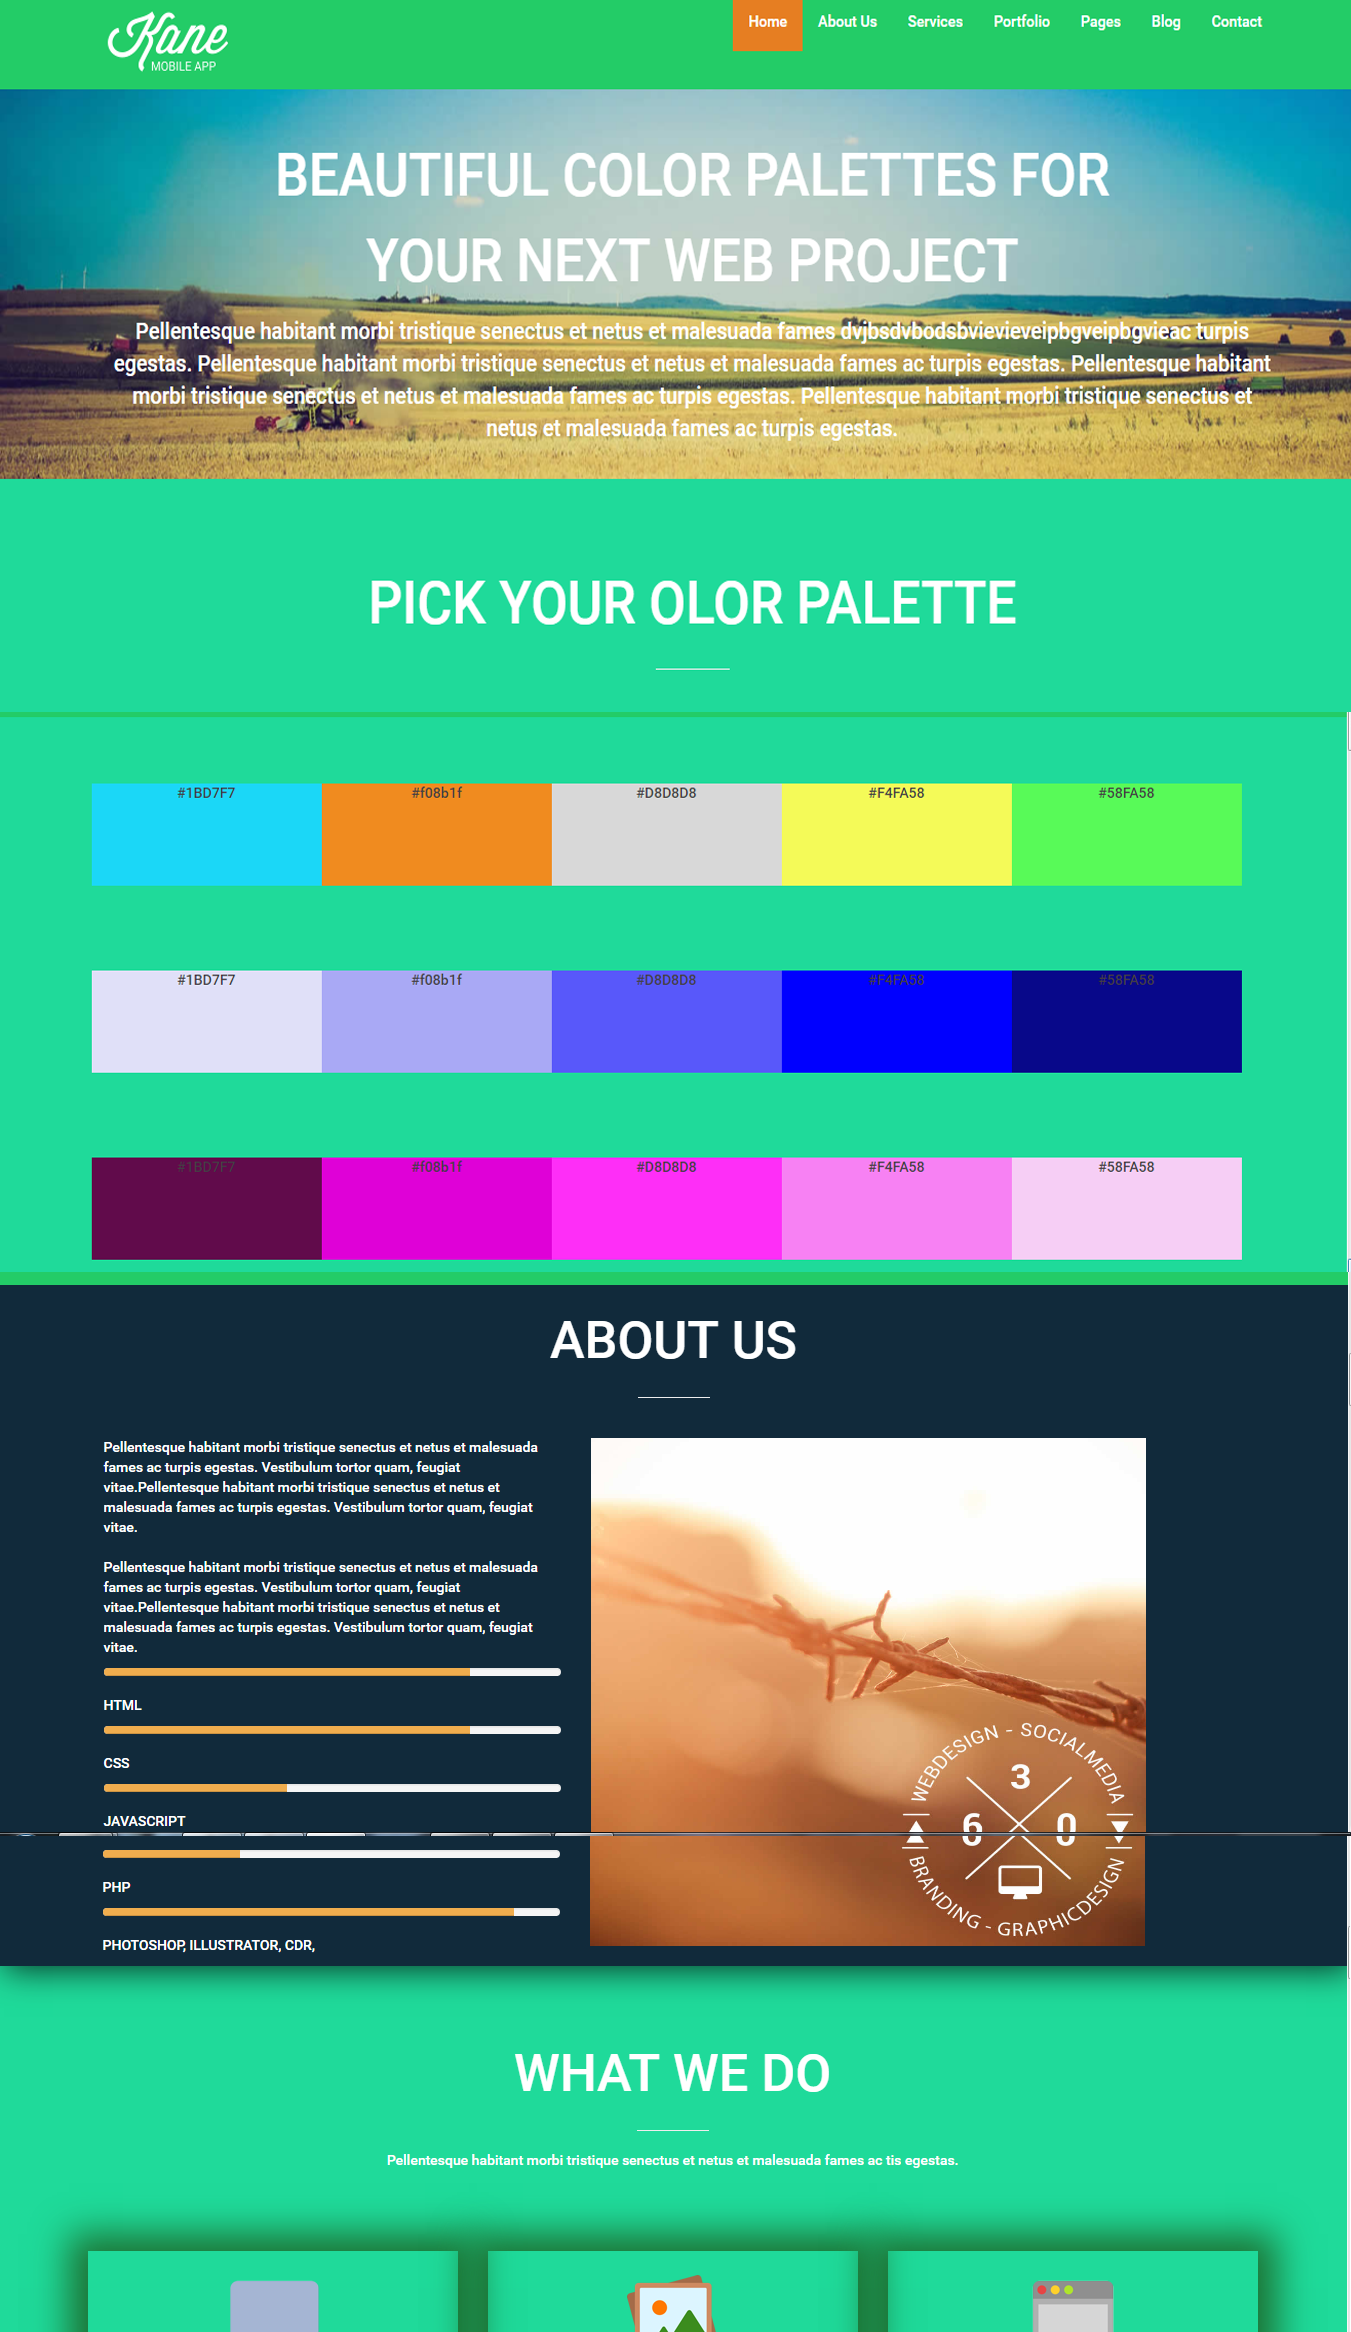 Kane
MOBILE APP
Home About Us Services Portfolio Pages Blog Contact
BEAUTIFUL COLOR PALETTES FOR
YOUR NEXT WEB PROJECT
Pellentesque habitant morbi tristique senectus et netus et malesuada fames dvjbsdvbodsbvievieveipbgveipbgvieac turpis
egestas. Pellentesque habitant morbi tristique senectus et netus et malesuada fames ac turpis egestas. Pellentesque habitant
morbi tristique senectus et netus et malesuada fames ac turpis egestas. Pellentesque habitant morbi tristique senectus et
netus et malesuada fames ac turpis egestas.
PICK YOUR OLOR PALETTE
#1BD7F7 #f08b1f #D8D8D8 #F4FA58 #58FA58
#1BD7F7 #f08b1f #D8D8D8 #F4FA58 #58FA58
#1BD7F7 #f08b1f #D8D8D8 #F4FA58 #58FA58
ABOUT US
Pellentesque habitant morbi tristique senectus et netus et malesuada
fames ac turpis egestas. Vestibulum tortor quam, feugiat
vitae.Pellentesque habitant morbi tristique senectus et netus et
malesuada fames ac turpis egestas. Vestibulum tortor quam, feugiat
vitae.
Pellentesque habitant morbi tristique senectus et netus et malesuada
fames ac turpis egestas. Vestibulum tortor quam, feugiat
vitae.Pellentesque habitant morbi tristique senectus et netus et
malesuada fames ac turpis egestas. Vestibulum tortor quam, feugiat
vitae.
HTML
CSS
JAVASCRIPT
PHP
PHOTOSHOP, ILLUSTRATOR, CDR,
WEBDESIGN - SOCIALMEDIA
3
6 0
BRANDING - GRAPHICDESIGN
WHAT WE DO
Pellentesque habitant morbi tristique senectus et netus et malesuada fames ac tis egestas.